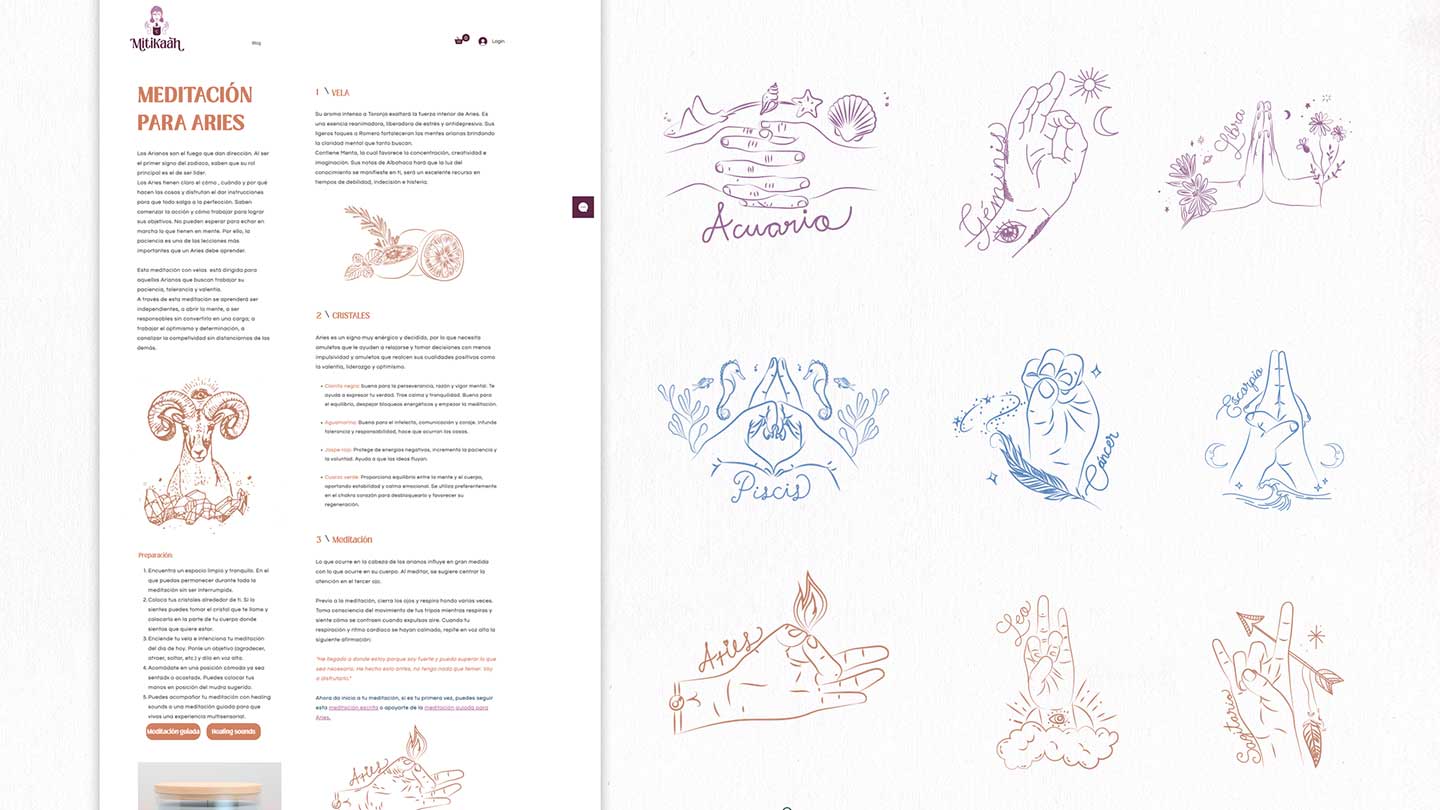 Mitikaah
Blog
0
Login
MEDITACIÓN
PARA ARIES
Los Arianos son el fuego que dan dirección. Al ser
el primer signo del zodiaco, saben que su rol
principal es el de ser líder.
Los Aries tienen claro el cómo , cuándo y por qué
hacen las cosas y disfrutan el dar instrucciones
para que todo salga a la perfección. Saben
comenzar la acción y cómo trabajar para lograr
sus objetivos. No pueden esperar para echar en
marcha lo que tienen en mente. Por ello, la
paciencia es una de las lecciones más
importantes que un Aries debe aprender.
Esta meditación con velas está dirigida para
aquellos Arianos que buscan trabajar su
paciencia, tolerancia y valentía.
A través de esta meditación se aprenderá ser
independientes, a abrir la mente, a ser
responsables sin convertirlo en una carga; a
trabajar el optimismo y determinación, a
canalizar la competividad sin distanciarnos de los
demás.
Preparación:
1. Encuentra un espacio limpio y tranquilo. En el
que puedas permanecer durante toda la
meditación sin ser interrumpids.
2. Coloca tus cristales alrededor de ti. Si lo
sientes puedes tomar el cristal que te llame y
colocarlo en la parte de tu cuerpo donde
sientas que quiere estar.
3. Enciende tu vela e intenciona tu meditación
del día de hoy. Ponle un objetivo (agradecer,
atraer, soltar, etc.) y dilo en voz alta.
4. Acomódate en una posición cómoda ya sea
sentadx o acostadx. Puedes colocar tus
manos en posición del mudra sugerido.
5. Puedes acompañar tu meditación con healing
sounds o una meditación guiada para que
vivas una experiencia multisensorial.
Meditación guiada
Healing sounds
1 \ VELA
Su aroma intenso a Toronja exaltará la fuerza interior de Aries. Es
una esencia reanimadora, liberadora de estrés y antidepresivo. Sus
ligeros toques a Romero fortalecerán las mentes arianas brindando
la claridad mental que tanto buscan.
Contiene Menta, la cual favorece la concentración, creatividad e
imaginación. Sus notas de Albahaca hará que la luz del
conocimiento se manifieste en ti, será un excelente recurso en
tiempos de debilidad, indecisión e histeria.
2 \ CRISTALES
Aries es un signo muy enérgico y decidido, por lo que necesita
amuletos que le ayuden a relajarse y tomar decisiones con menos
impulsividad y amuletos que realcen sus cualidades positivas como
la valentía, liderazgo y optimismo.
• Cianita negra: Buena para la perseverancia, razón y vigor mental. Te
ayuda a expresar tu verdad. Trae calma y tranquilidad. Buena para
el equilibrio, despejar bloqueos energéticos y empezar la meditación.
• Aguamarina: Buena para el intelecto, comunicación y coraje. Infunde
tolerancia y responsabilidad, hace que ocurran las cosas.
• Jaspe rojo: Protege de energías negativas, incrementa la paciencia y
la voluntad. Ayuda a que las ideas fluyan.
• Cuarzo verde: Proporciona equilibrio entre la mente y el cuerpo,
aportando estabilidad y calma emocional. Se utiliza preferentemente
en el chakra corazón para desbloquearlo y favorecer su
regeneración.
3 \ Meditación
Lo que ocurre en la cabeza de los arianos influye en gran medida
con lo que ocurre en su cuerpo. Al meditar, se sugiere centrar la
atención en el tercer ojo.
Previo a la meditación, cierra los ojos y respira hondo varias veces.
Toma consciencia del movimiento de tus tripas mientras respiras y
siente cómo se contraen cuando expulsas aire. Cuando tu
respiración y ritmo cardiaco se hayan calmado, repite en voz alta la
siguiente afirmación:
"He llegado a donde estoy porque soy fuerte y puedo superar lo que
sea necesario. He hecho esto antes, no tengo nada que temer. Voy
a disfrutarlo."
Ahora da inicio a tu meditación, si es tu primera vez, puedes seguir
esta meditación escrita o apoyarte de la meditación guiada para
Aries.
Aries
Acuario
Géminis
Libra
Piscis
Cáncer
Escorpio
Aries
Leo
Sagitario